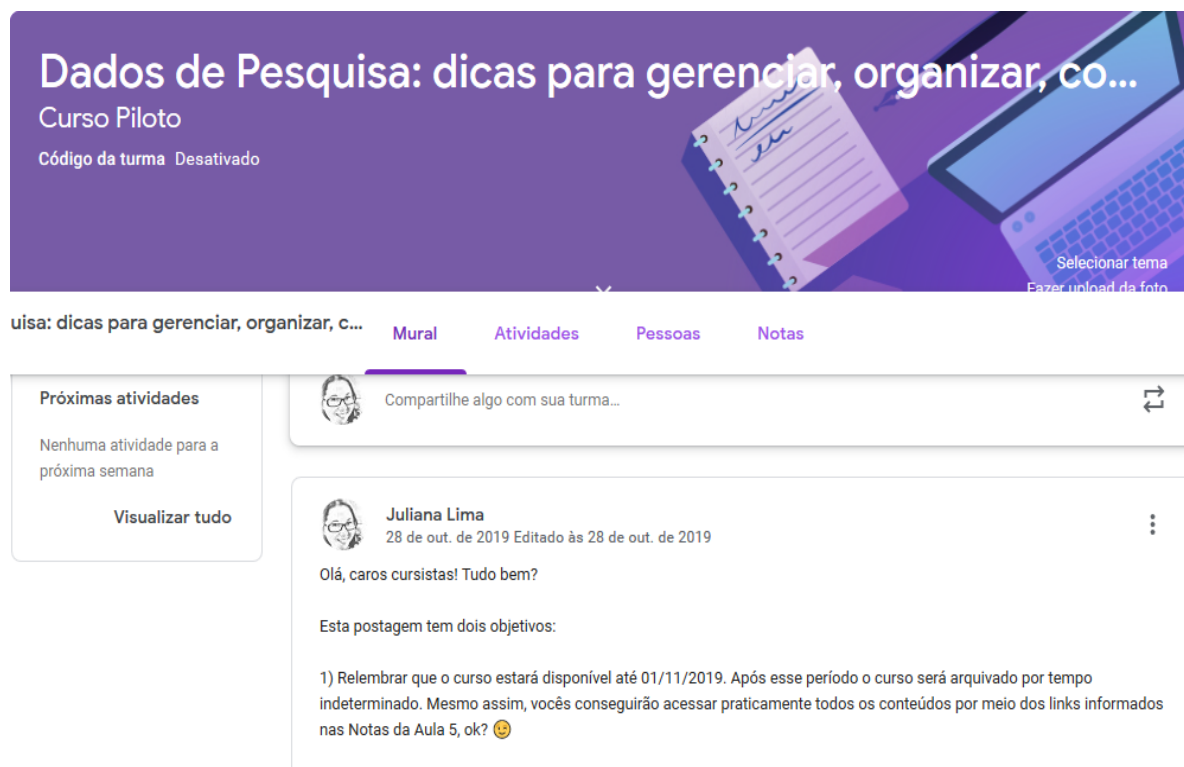 Dados de Pesquisa: dicas para gerenciar, organizar, co...
Curso Piloto
Código da turma Desativado
Selecionar tema
Fazer upload da foto
uisa: dicas para gerenciar, organizar, c...
Mural
Atividades
Pessoas
Notas
Próximas atividades
Nenhuma atividade para a
próxima semana
Visualizar tudo
Compartilhe algo com sua turma...
Juliana Lima
28 de out. de 2019 Editado às 28 de out. de 2019
Olá, caros cursistas! Tudo bem?
Esta postagem tem dois objetivos:
1) Relembrar que o curso estará disponível até 01/11/2019. Após esse período o curso será arquivado por tempo
indeterminado. Mesmo assim, vocês conseguirão acessar praticamente todos os conteúdos por meio dos links informados
nas Notas da Aula 5, ok? 😉